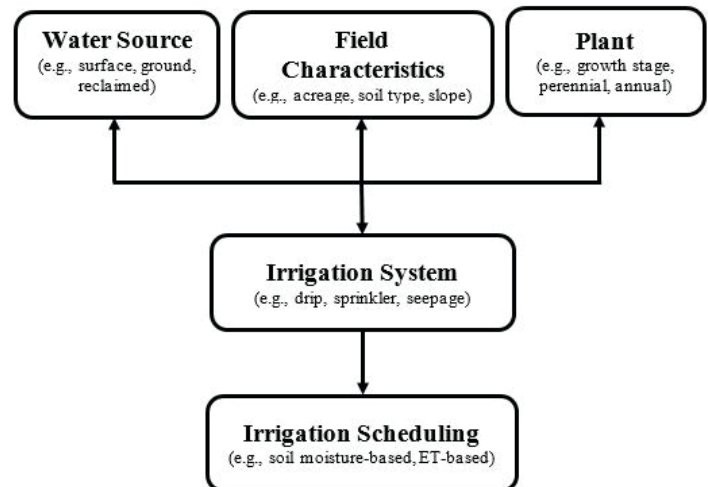 Water Source
(e.g., surface, ground,
reclaimed)
Field
Characteristics
(e.g., acreage, soil type, slope)
Plant
(e.g., growth stage,
perennial, annual)
Irrigation System
(e.g., drip, sprinkler, seepage)
Irrigation Scheduling
(e.g., soil moisture-based, ET-based)